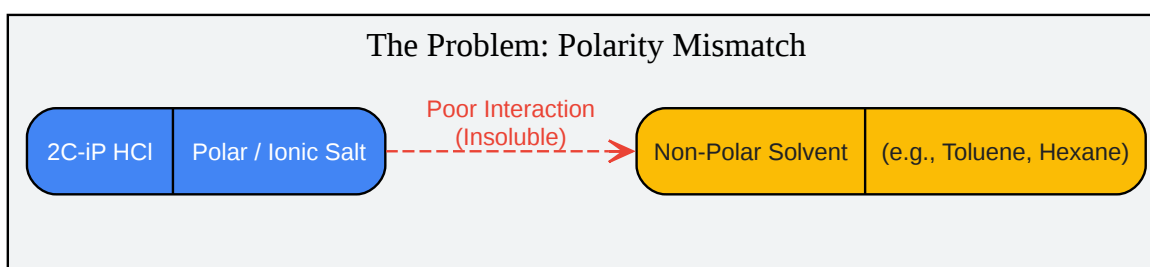 The Problem: Polarity Mismatch
Poor Interaction
(Insoluble)
2C-iP HCl
Polar / Ionic Salt
Non-Polar Solvent
(e.g., Toluene, Hexane)